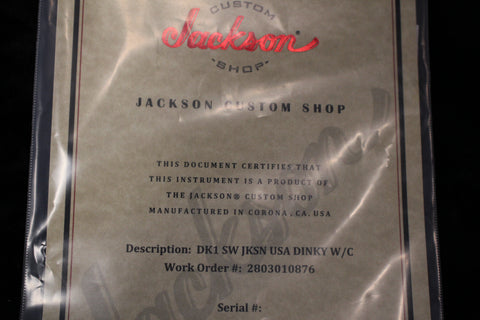 CUSTOM
Jackson®
-SHOP-
JACKSON CUSTOM SHOP
THIS DOCUMENT CERTIFIES THAT
THIS INSTRUMENT IS A PRODUCT OF
THE JACKSON® CUSTOM SHOP
MANUFACTURED IN CORONA, CA. USA
Description: DK1 SW JKSN USA DINKY W/C
Work Order #: 2803010876
Serial #:
Jackson